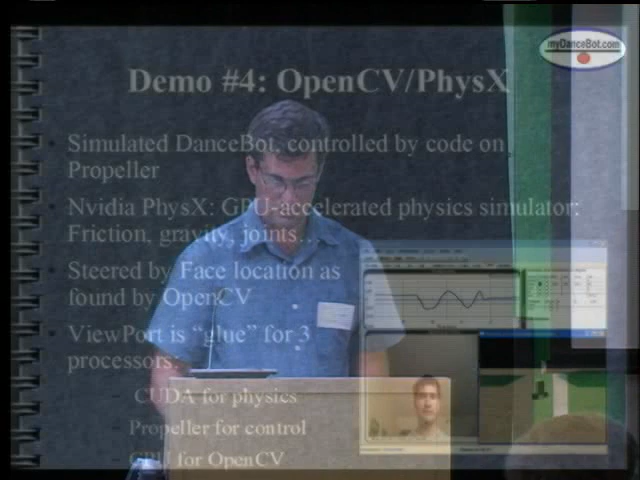 myDanceBot.com
Demo #4: OpenCV/PhysX
• Simulated DanceBot, controlled by code on
Propeller
• Nvidia PhysX: GPU-accelerated physics simulator:
Friction, gravity, joints...
• Steered by Face location as
found by OpenCV
• ViewPort is “glue” for 3
processors:
– CUDA for physics
– Propeller for control
– CPU for OpenCV